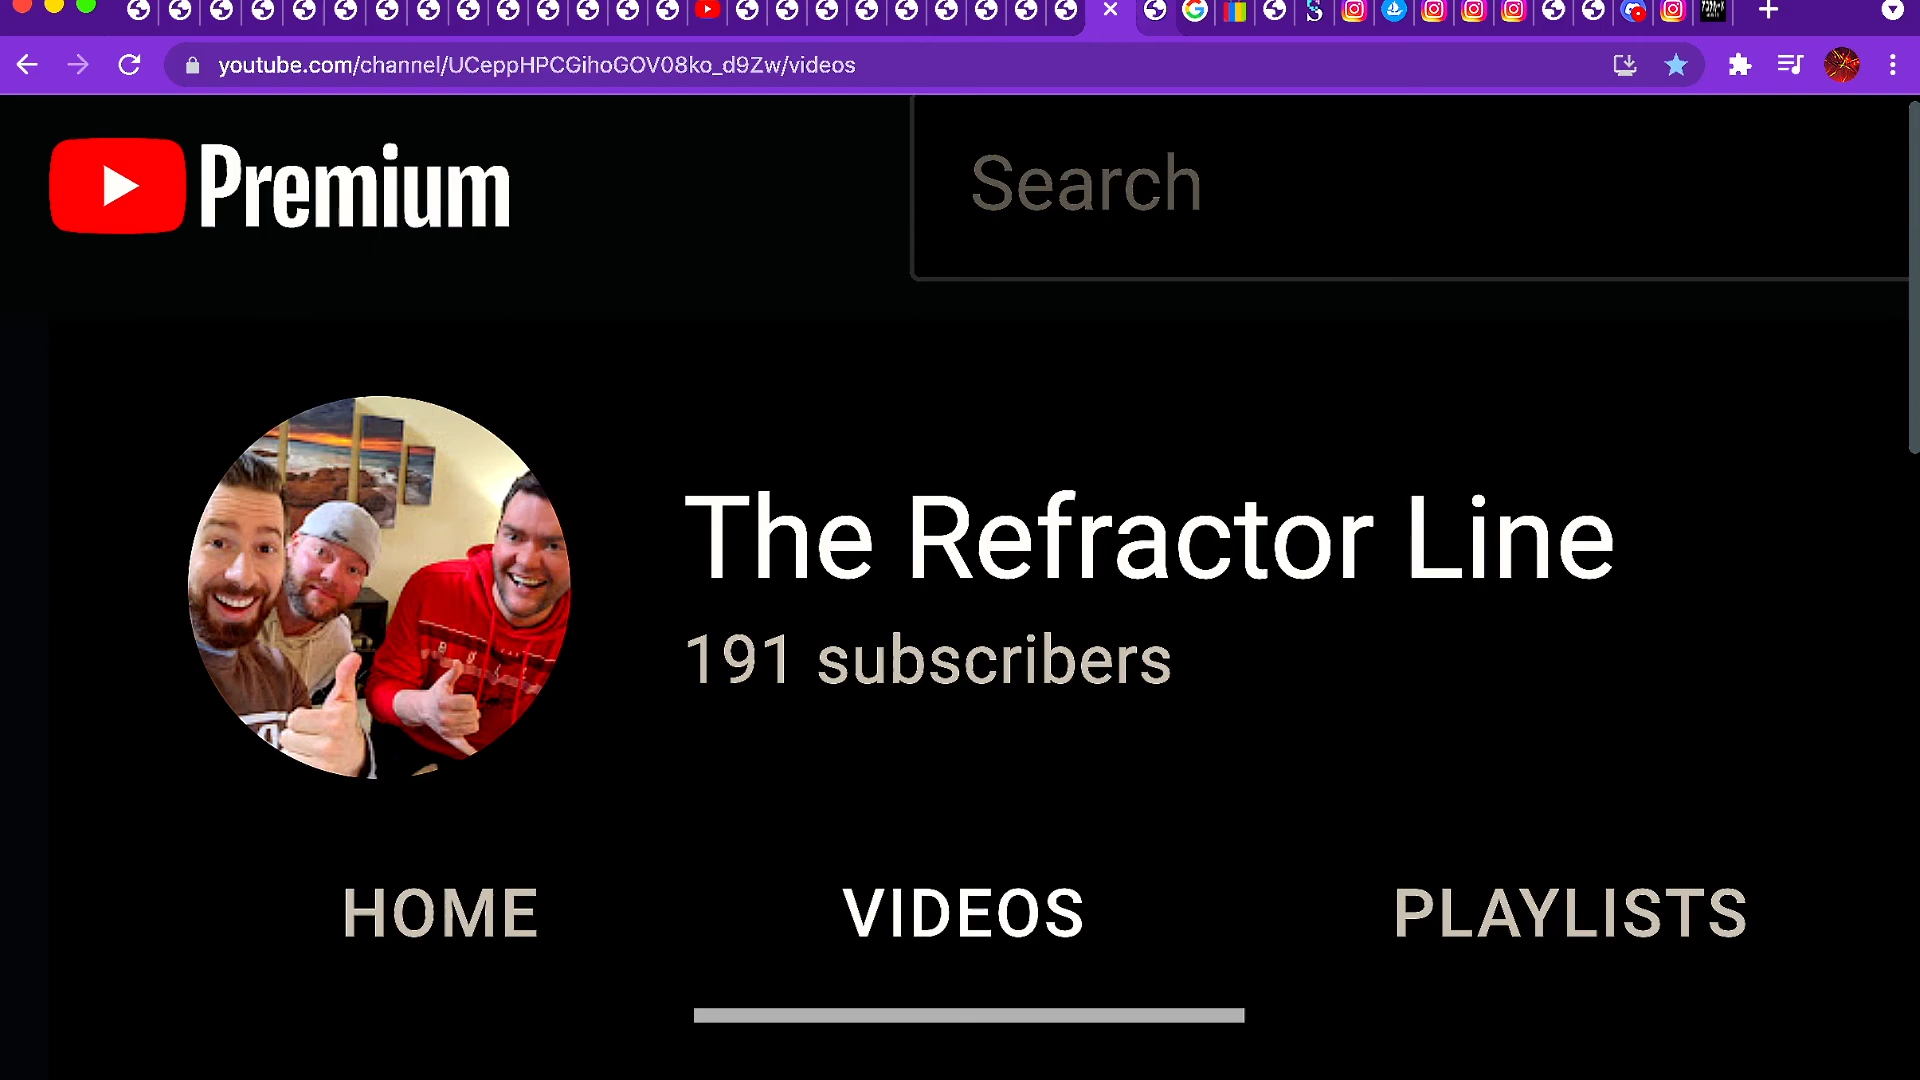 youtube.com/channel/UCeppHPCGihoGOV08ko_d9Zw/videos
Premium
Search
The Refractor Line
191 subscribers
HOME VIDEOS PLAYLISTS